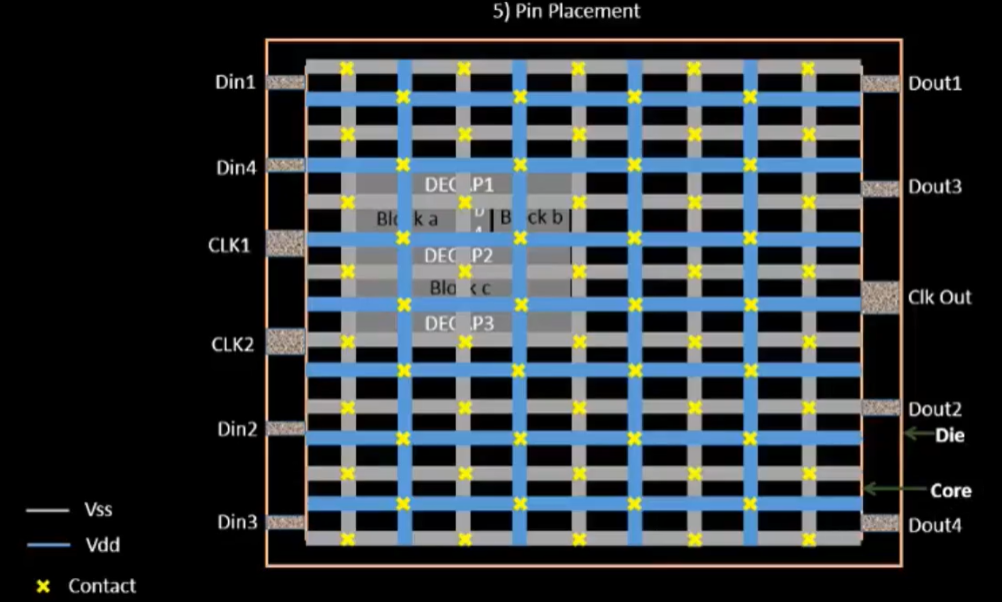 5) Pin Placement
Din1
Dout1
Din4
DEC P1
Dout3
Blo k a
B ck b
CLK1
DEC P2
Blo k c
Clk Out
DEC P3
CLK2
Dout2
Din2
Die
Core
Vss
Din3
Dout4
Vdd
Contact